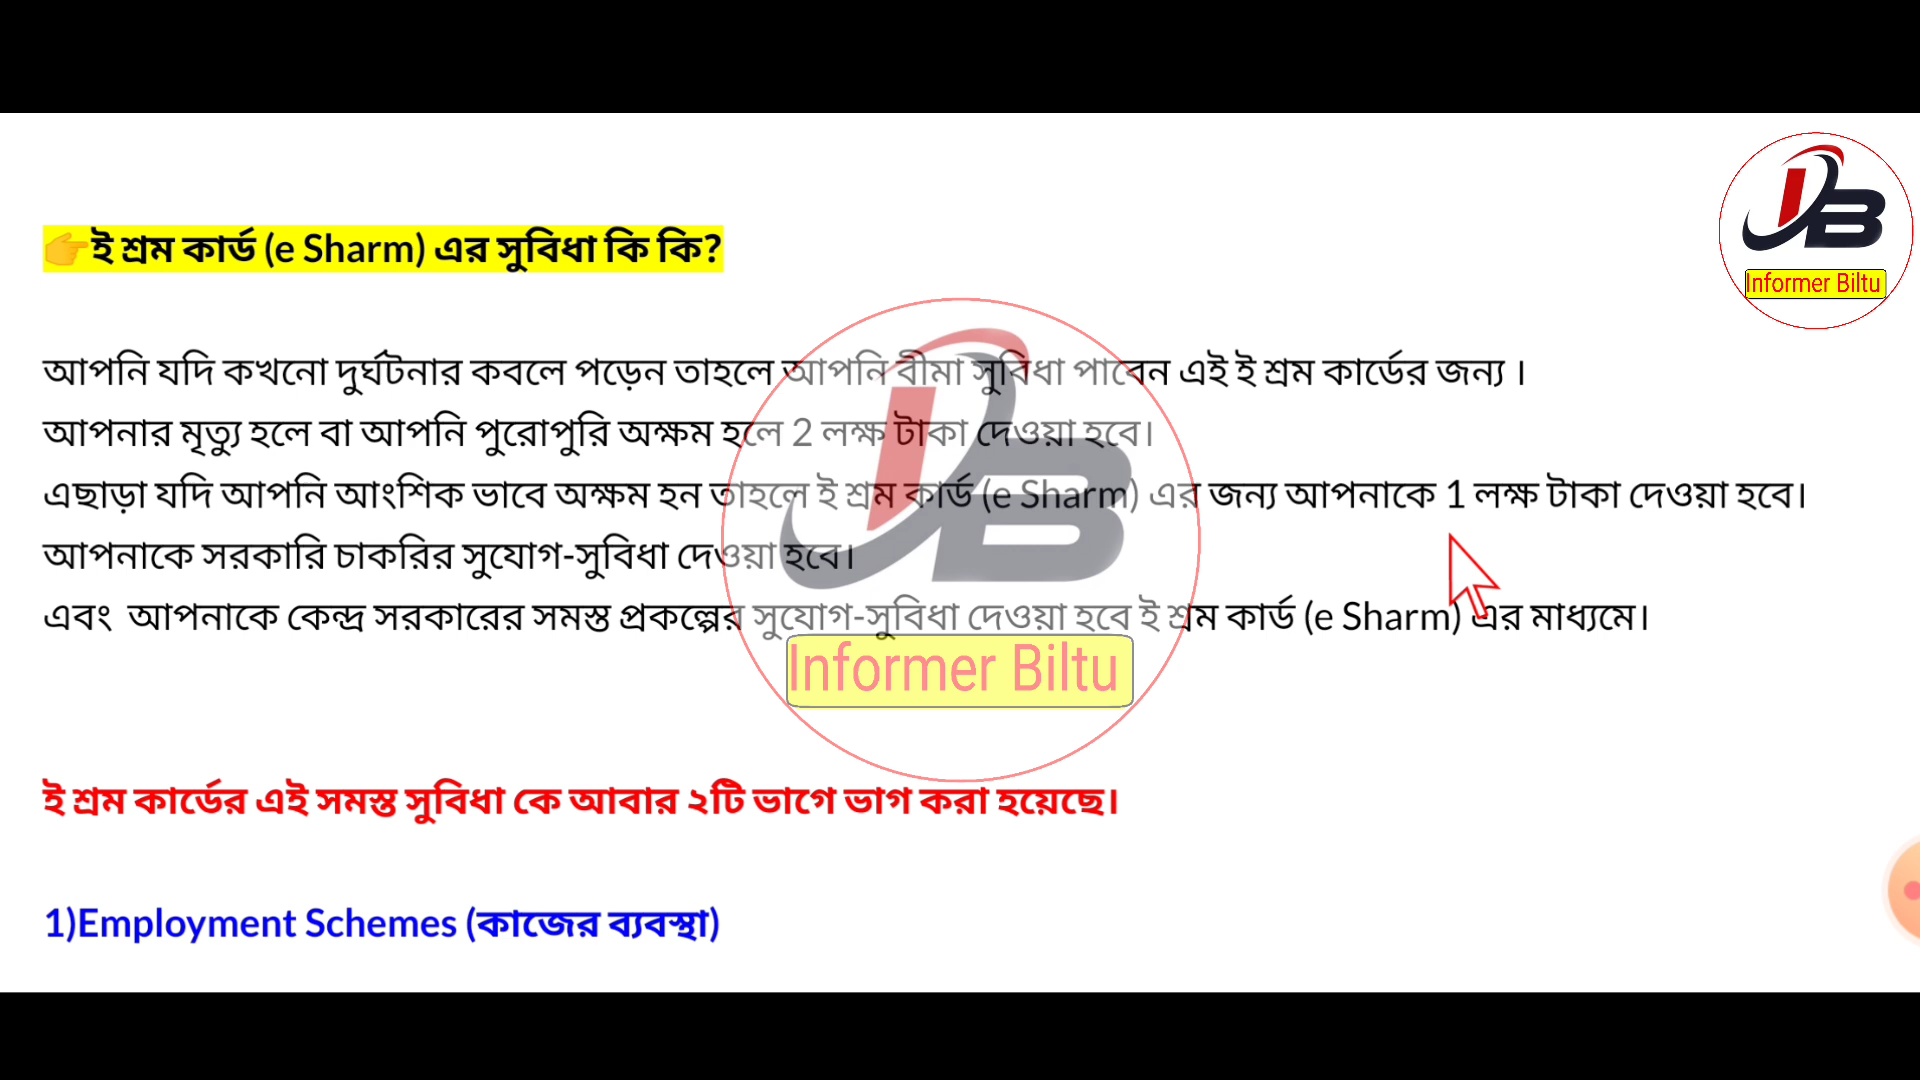 Informer Biltu
👉ই শ্রম কার্ড (e Sharm) এর সুবিধা কি কি?
আপনি যদি কখনো দুর্ঘটনার কবলে পড়েন তাহলে আপনি বীমা সুবিধা পাবেন এই ই শ্রম কার্ডের জন্য ।
আপনার মৃত্যু হলে বা আপনি পুরোপুরি অক্ষম হলে 2 লক্ষ টাকা দেওয়া হবে।
এছাড়া যদি আপনি আংশিক ভাবে অক্ষম হন তাহলে ই শ্রম কার্ড (e Sharm) এর জন্য আপনাকে 1 লক্ষ টাকা দেওয়া হবে।
আপনাকে সরকারি চাকরির সুযোগ-সুবিধা দেওয়া হবে।
এবং আপনাকে কেন্দ্র সরকারের সমস্ত প্রকল্পের সুযোগ-সুবিধা দেওয়া হবে ই শ্রম কার্ড (e Sharm) এর মাধ্যমে।
Informer Biltu
ই শ্রম কার্ডের এই সমস্ত সুবিধা কে আবার ২টি ভাগে ভাগ করা হয়েছে।
1)Employment Schemes (কাজের ব্যবস্থা)